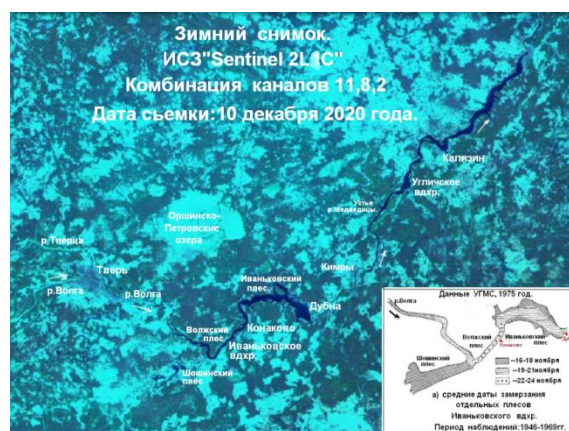 Зимний снимок.
ИСЗ"Sentinel 2L1C"
Комбинация каналов 11,8,2
Дата сьемки:10 декабря 2020 года.
Калязин
Угличское
вдхр.
Устье
р.Медведицы.
Оршинско-
Петровские
озера
р.Тверца
Кимры
Тверь
Иваньковский
плес.
р.Волга
р.Волга
Дубна
Волжский
плес
Конаково
Иваньковское
вдхр.
Шошинский
плес
Данные УГМС, 1975 год.
р.Волга
Волжский
плес
Иваньковский
плес
Конаково
Шошинский
плес
--16-18 ноября
--19-21ноября
--22-24 ноября
а) средние даты замерзания
отдельных плесов
Иваньковского вдхр.
Период наблюдений:1946-1969гг.